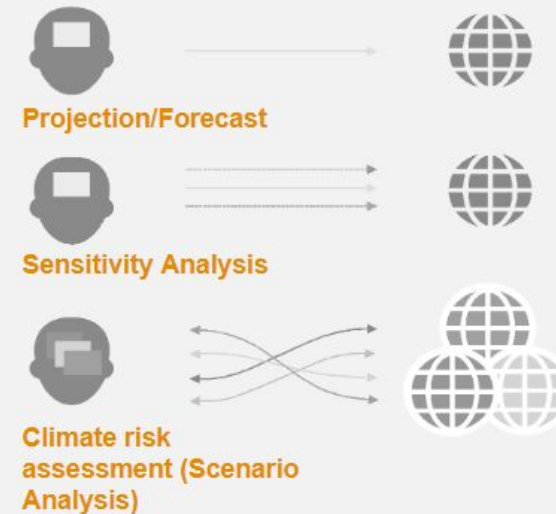 Projection/Forecast
Sensitivity Analysis
Climate risk
assessment (Scenario
Analysis)